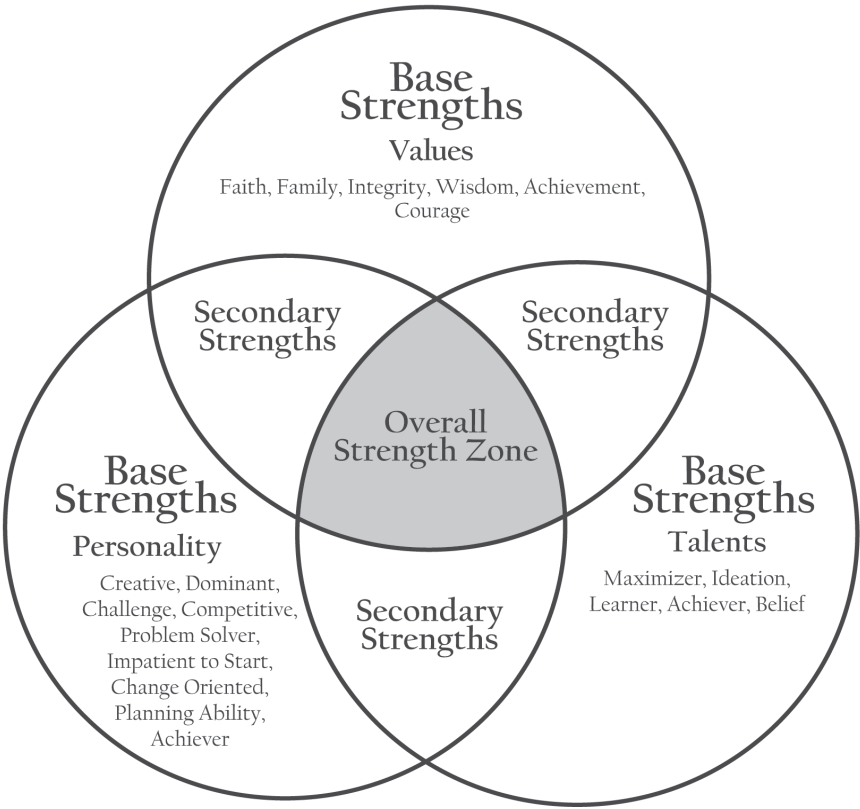 Base
Strengths
Values
Faith, Family, Integrity, Wisdom, Achievement,
Courage
Secondary
Strengths
Secondary
Strengths
Overall
Strength Zone
Base
Strengths
Personality
Creative, Dominant,
Challenge, Competitive,
Problem Solver,
Impatient to Start,
Change Oriented,
Planning Ability,
Achiever
Base
Strengths
Talents
Maximizer, Ideation,
Learner, Achiever, Belief
Secondary
Strengths